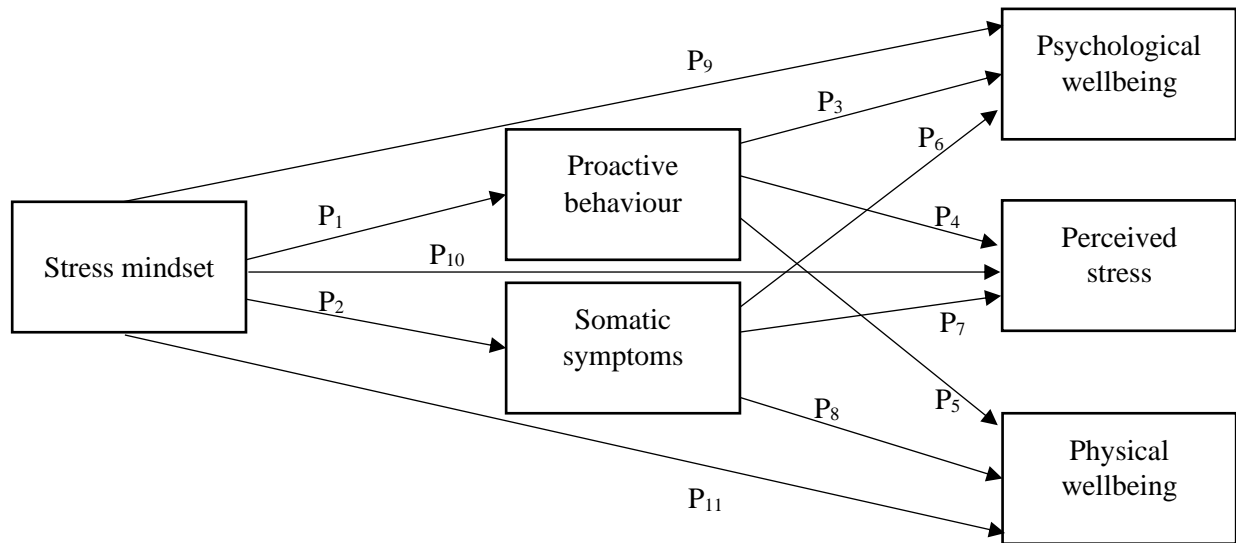 Psychological
wellbeing
P₉
P₃
P₆
Proactive
behaviour
P₁
P₄
Perceived
stress
Stress mindset
P₁₀
P₂
Somatic
symptoms
P₇
P₈
P₅
Physical
wellbeing
P₁₁